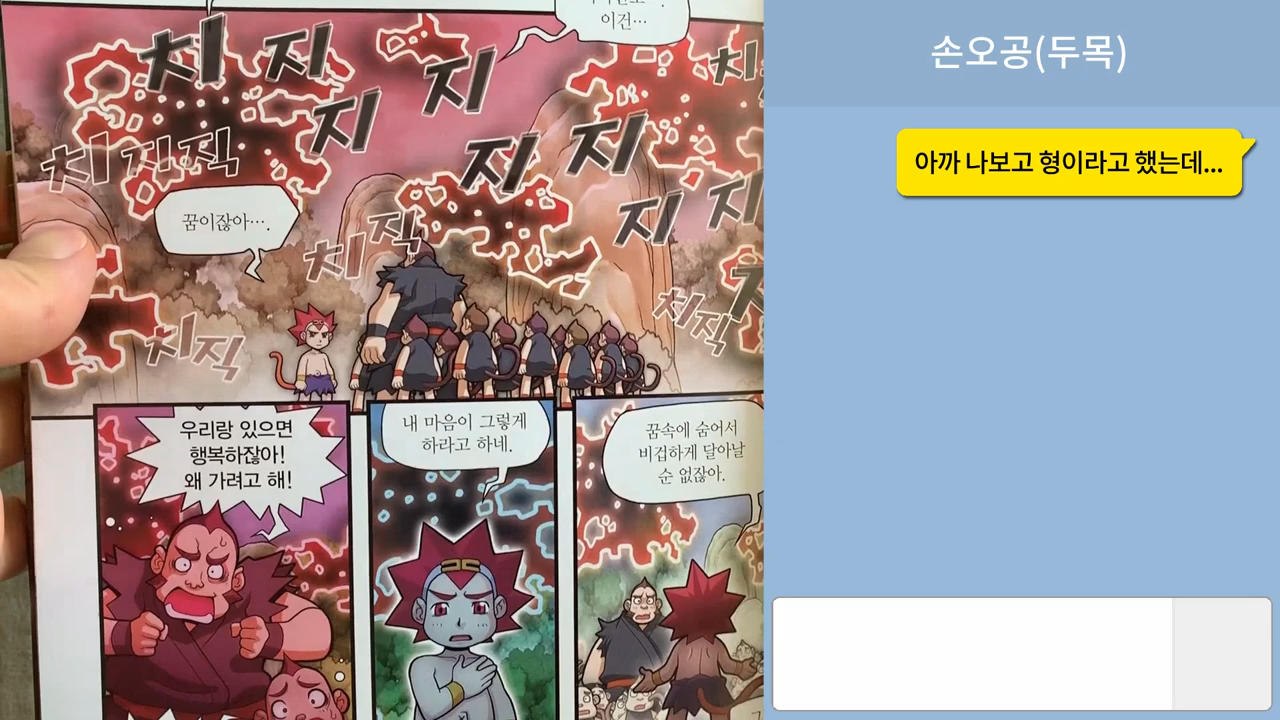 이건…
치
지
지
지
지
지
지
지
치
치지직
치직
치직
치직
꿈이잖아….
우리랑 있으면
행복하잖아!
왜 가려고 해!
내 마음이 그렇게
하라고 하네.
꿈속에 숨어서
비겁하게 달아날
순 없잖아.
손오공(두목)
아까 나보고 형이라고 했는데...